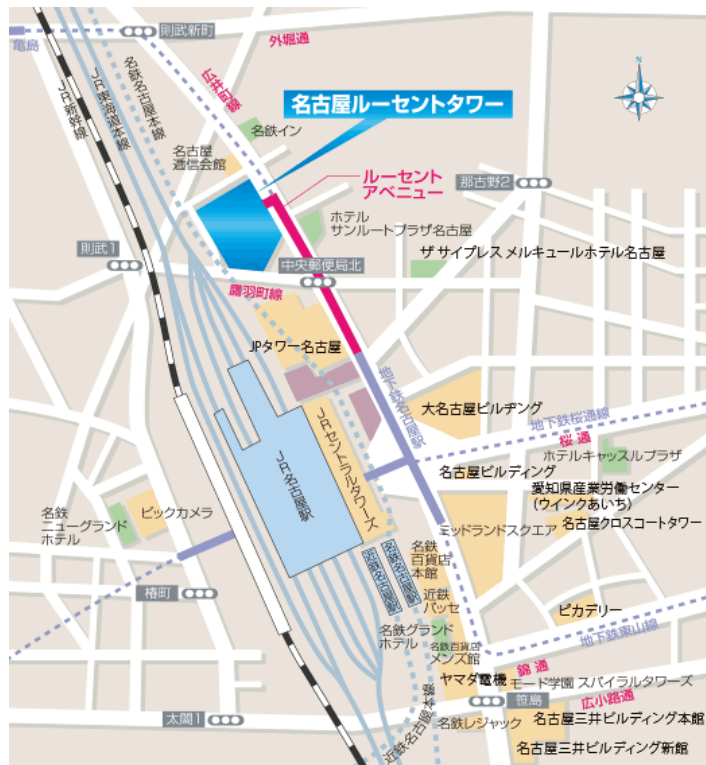 則武新町
外堀通
亀島
N
名鉄名古屋本線
JR東海道本線
JR新幹線
広井町線
名古屋ルーセントタワー
名鉄イン
名古屋
逓信会館
ルーセント
アベニュー
那古野2
ホテル
サンルートプラザ名古屋
則武1
ザ サイプレス メルキュールホテル名古屋
中央郵便局北
鷹羽町線
JPタワー名古屋
地下鉄名古屋駅
大名古屋ビルヂング
地下鉄桜通線
桜 通
JRセントラルタワーズ
JR名古屋駅
ホテルキャッスルプラザ
名古屋ビルディング
愛知県産業労働センター
(ウインクあいち)
名鉄
ニューグランド
ホテル
ビックカメラ
ミッドランドスクエア
名古屋クロスコートタワー
名鉄
百貨店
本館
近鉄名古屋駅
名鉄名古屋駅
椿町
近鉄
パッセ
ピカデリー
名鉄グランド
ホテル
地下鉄東山線
名鉄百貨店
メンズ館
錦 通
ヤマダ電機
モード学園 スパイラルタワーズ
笹島
広小路通
太閤1
近鉄名古屋本線
名鉄レジャック
名古屋三井ビルディング本館
名古屋三井ビルディング新館